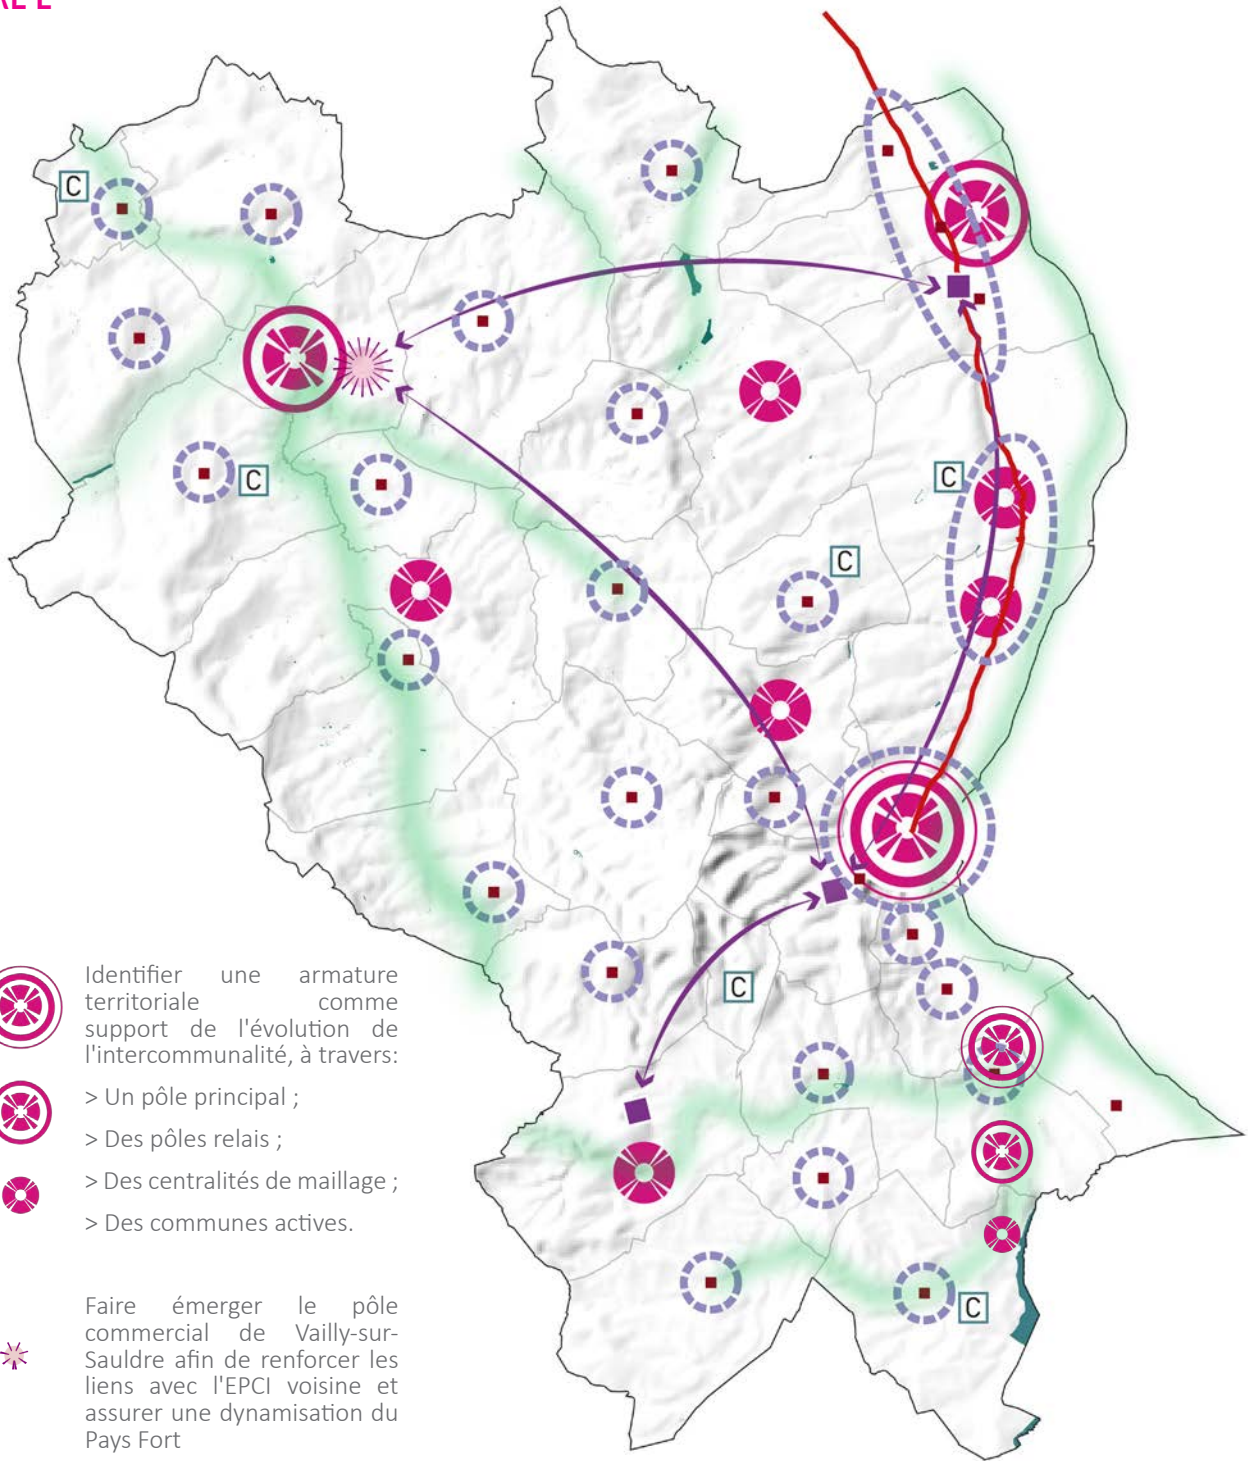 C
C
C
C
C
C
Identifier une armature
territoriale comme
support de l'évolution de
l'intercommunalité, à travers:
> Un pôle principal ;
> Des pôles relais ;
> Des centralités de maillage ;
> Des communes actives.
Faire émerger le pôle
commercial de Vailly-sur-
Sauldre afin de renforcer les
liens avec l'EPCI voisine et
assurer une dynamisation du
Pays Fort